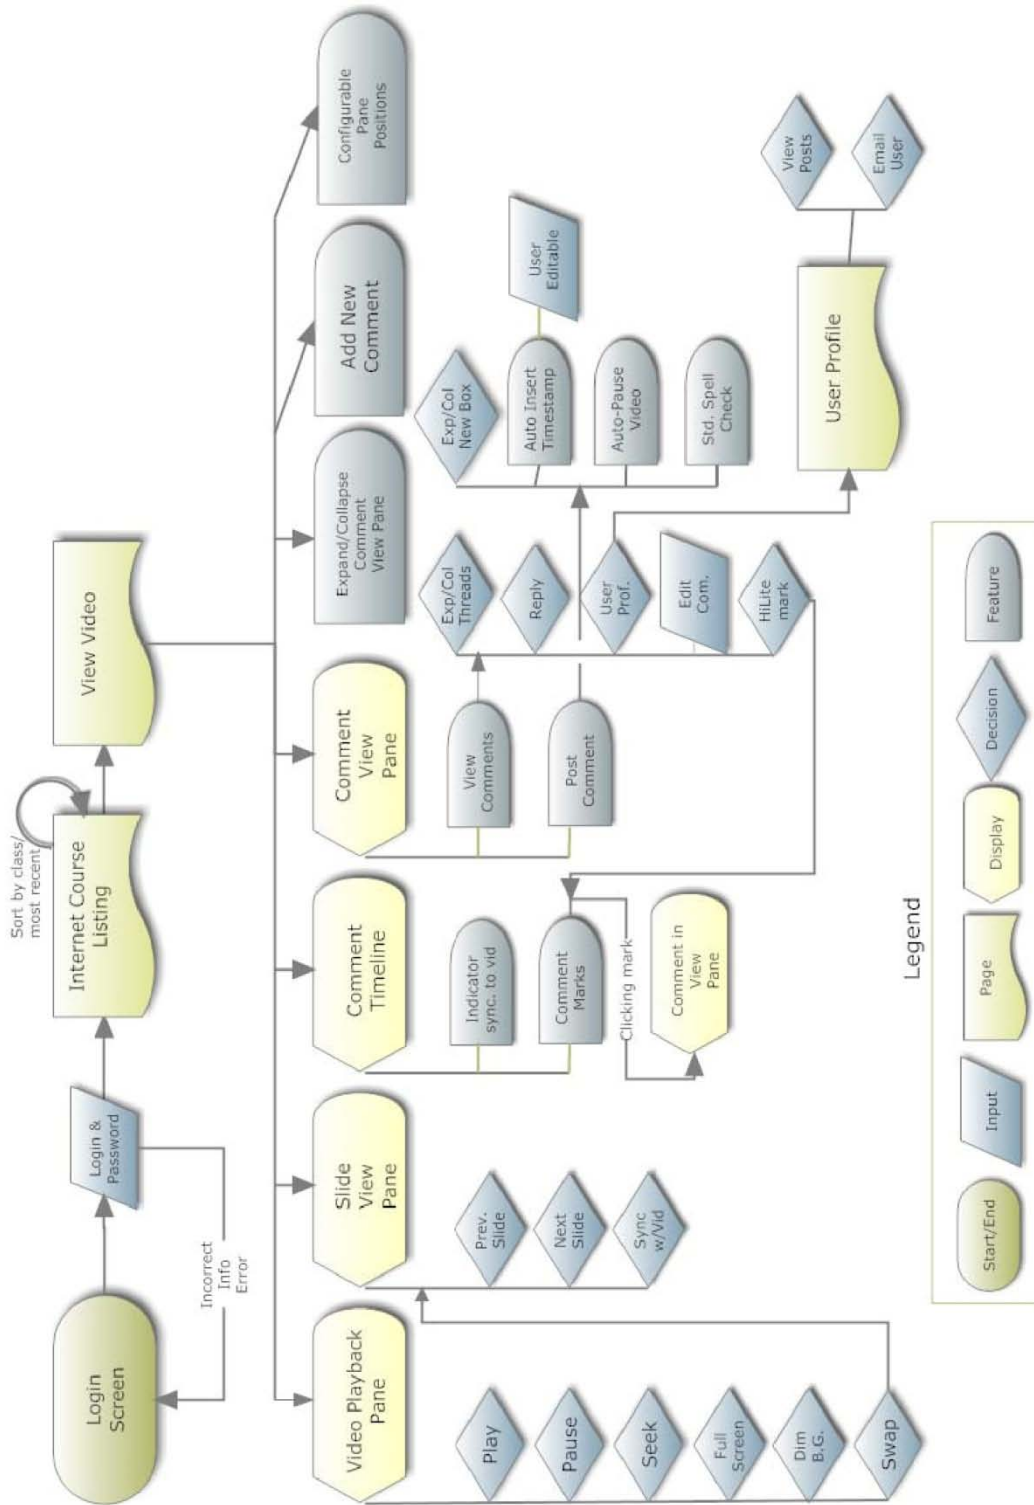 Login
Screen
Login &
Password
Incorrect
Info
Error
Sort by class/
most recent
Internet Course
Listing
View Video
Video Playback
Pane
Slide
View
Pane
Comment
Timeline
Comment
View
Pane
Expand/Collapse
Comment
View Pane
Add New
Comment
Configurable
Pane
Positions
Play
Pause
Seek
Full
Screen
Dim
B.G.
Swap
Prev.
Slide
Next
Slide
Sync
w/Vid
Indicator
sync. to vid
Comment
Marks
Clicking mark
Comment in
View
Pane
View
Comments
Post
Comment
Exp/Col
Threads
Reply
User
Prof.
Edit
Com.
HiLite
mark
Exp/Col
New Box
Auto Insert
Timestamp
User
Editable
Auto-Pause
Video
Std. Spell
Check
User Profile
View
Posts
Email
User
Legend
Start/End
Input
Page
Display
Decision
Feature